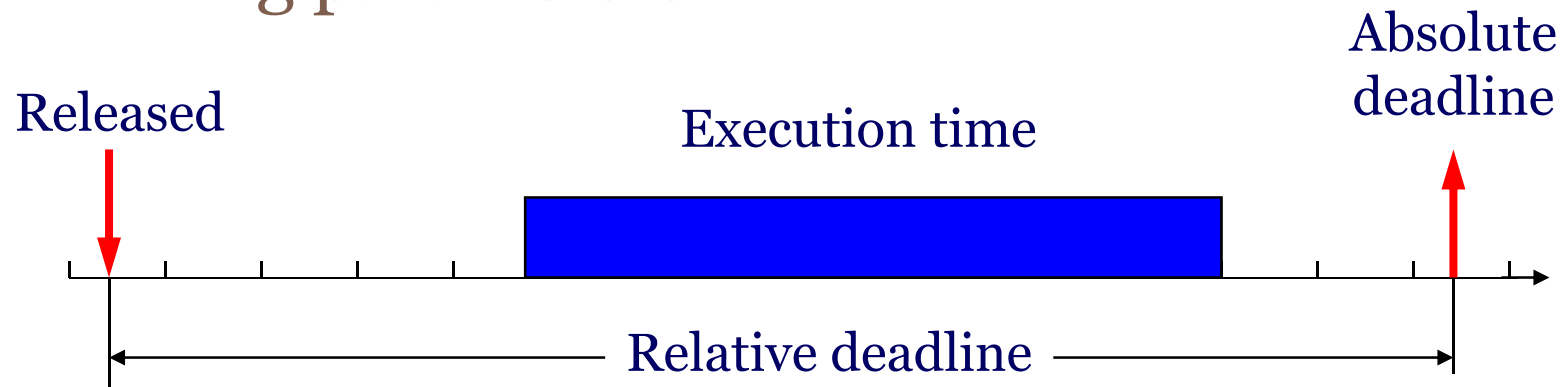 Released
Execution time
Absolute
deadline
Relative deadline